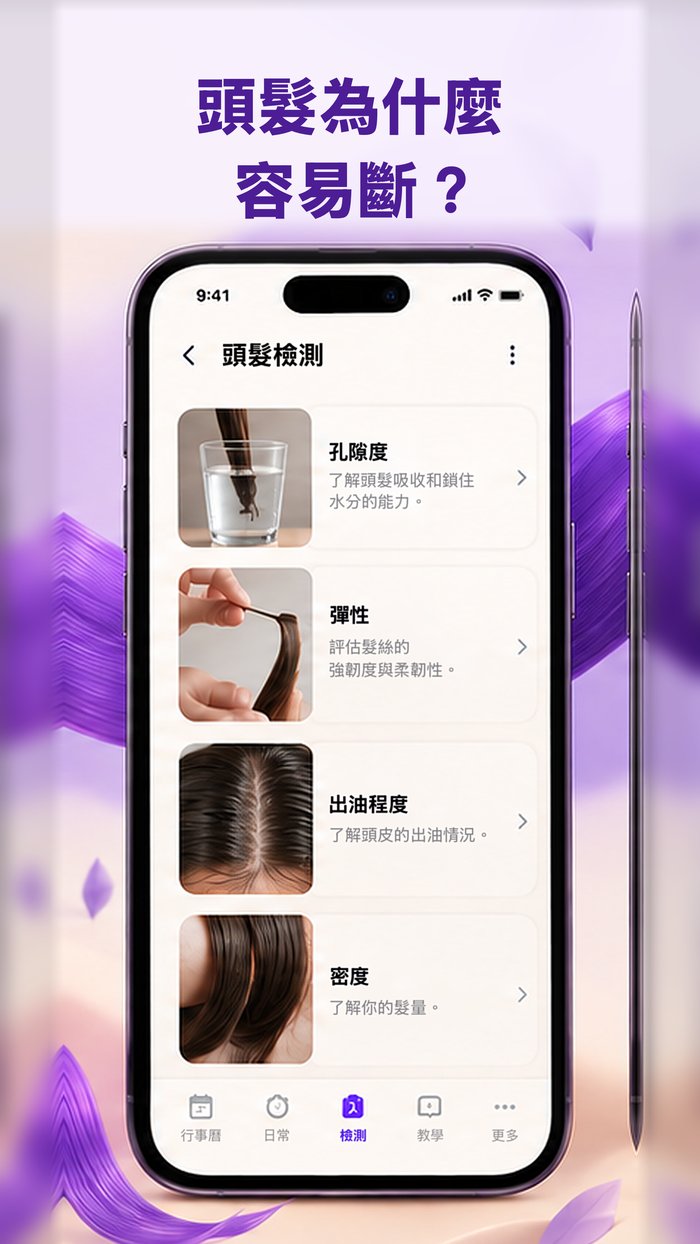 頭髮為什麼
容易斷？
9:41
頭髮檢測
孔隙度
了解頭髮吸收和鎖住
水分的能力。
彈性
評估髮絲的
強韌度與柔韌性。
出油程度
了解頭皮的出油情況。
密度
了解你的髮量。
行事曆
日常
檢測
教學
更多